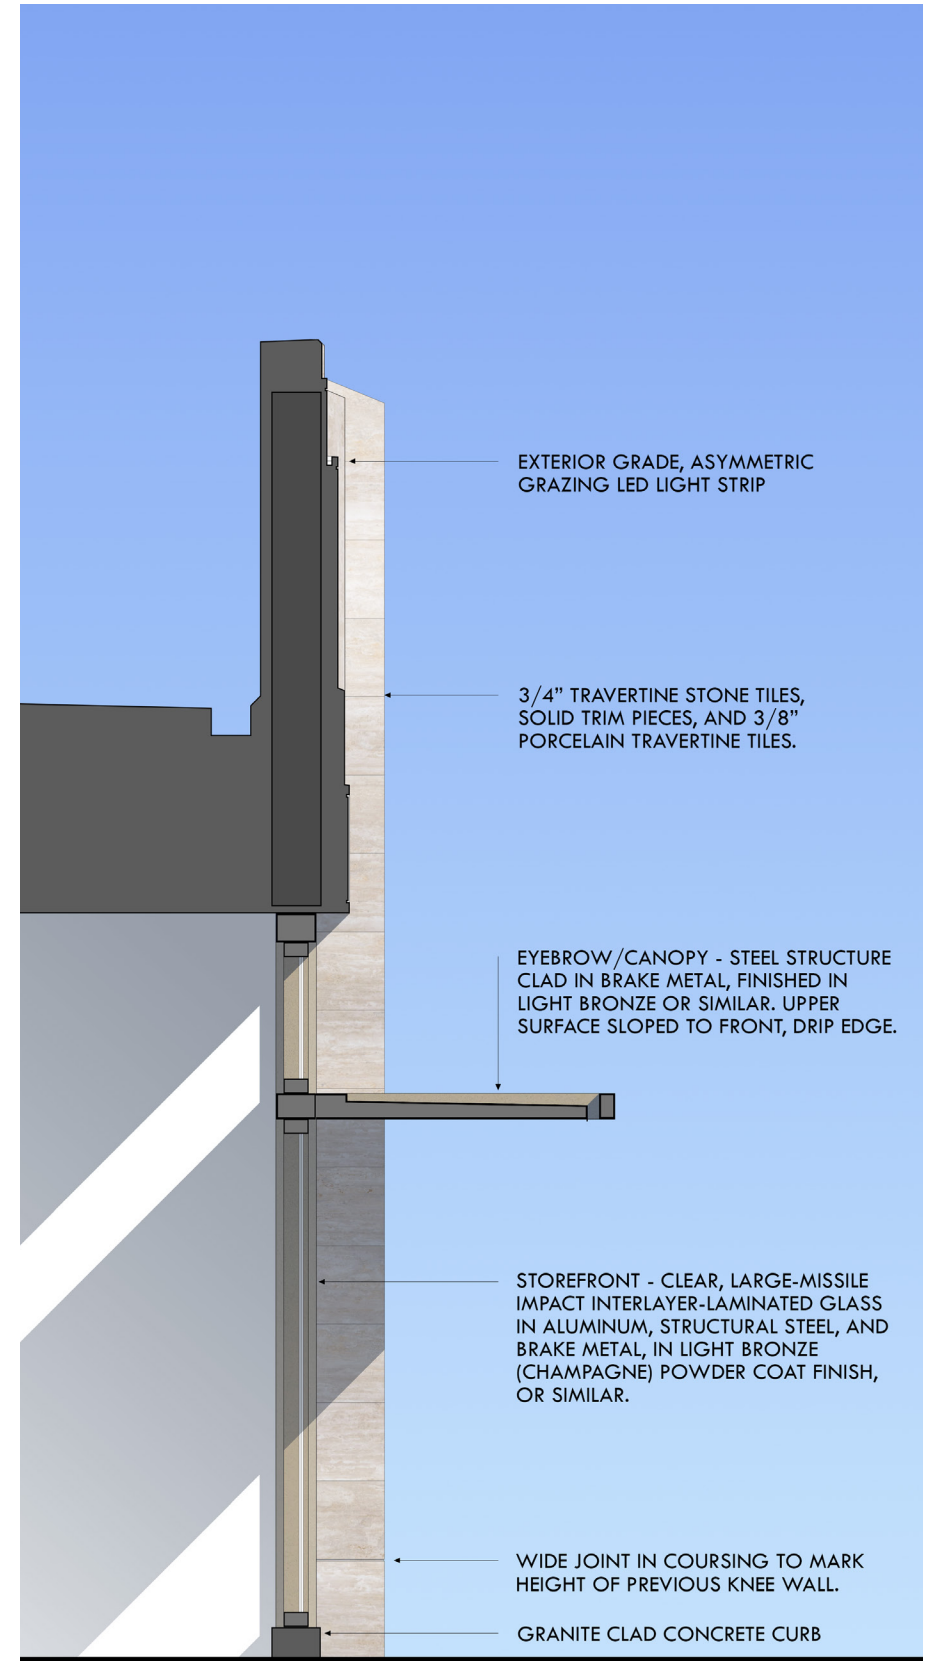 EXTERIOR GRADE, ASYMMETRIC
GRAZING LED LIGHT STRIP
3/4” TRAVERTINE STONE TILES,
SOLID TRIM PIECES, AND 3/8”
PORCELAIN TRAVERTINE TILES.
EYEBROW/CANOPY - STEEL STRUCTURE
CLAD IN BRAKE METAL, FINISHED IN
LIGHT BRONZE OR SIMILAR. UPPER
SURFACE SLOPED TO FRONT, DRIP EDGE.
STOREFRONT - CLEAR, LARGE-MISSILE
IMPACT INTERLAYER-LAMINATED GLASS
IN ALUMINUM, STRUCTURAL STEEL, AND
BRAKE METAL, IN LIGHT BRONZE
(CHAMPAGNE) POWDER COAT FINISH,
OR SIMILAR.
WIDE JOINT IN COURSING TO MARK
HEIGHT OF PREVIOUS KNEE WALL.
GRANITE CLAD CONCRETE CURB